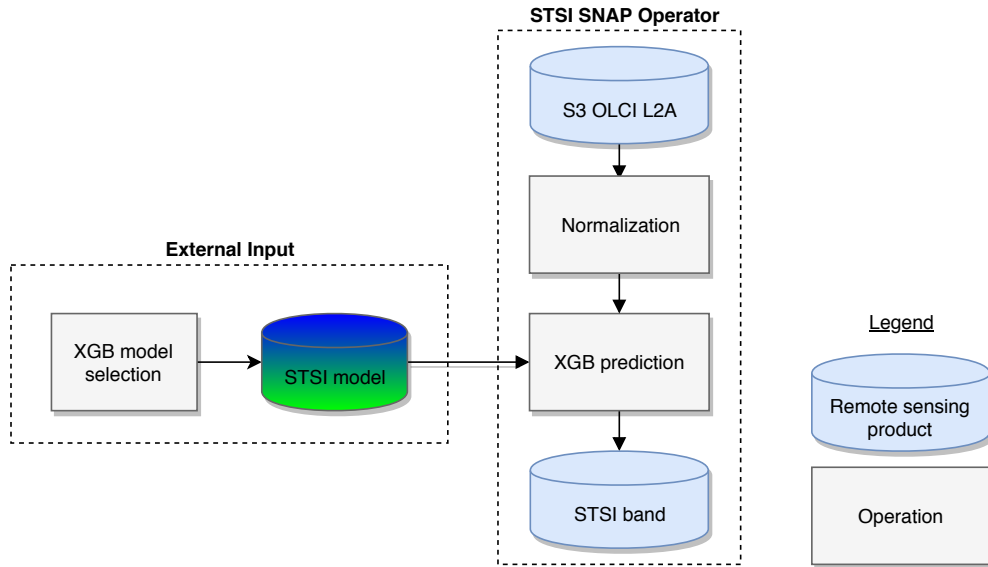 STSI SNAP Operator
S3 OLCI L2A
Normalization
External Input
XGB model
selection
STSI model
XGB prediction
STSI band
Legend
Remote sensing
product
Operation